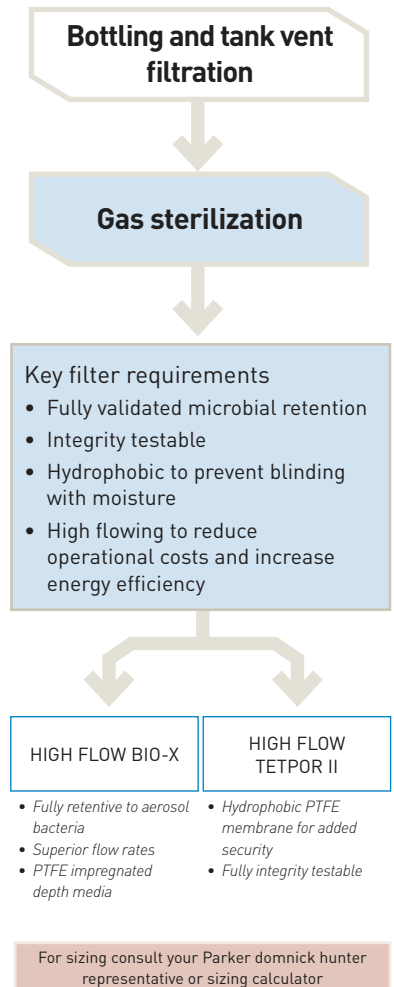 Bottling and tank vent
filtration
Gas sterilization
Key filter requirements
• Fully validated microbial retention
• Integrity testable
• Hydrophobic to prevent blinding
with moisture
• High flowing to reduce
operational costs and increase
energy efficiency
HIGH FLOW BIO-X
• Fully retentive to aerosol
bacteria
• Superior flow rates
• PTFE impregnated
depth media
HIGH FLOW
TETPOR II
• Hydrophobic PTFE
membrane for added
security
• Fully integrity testable
For sizing consult your Parker domnick hunter
representative or sizing calculator